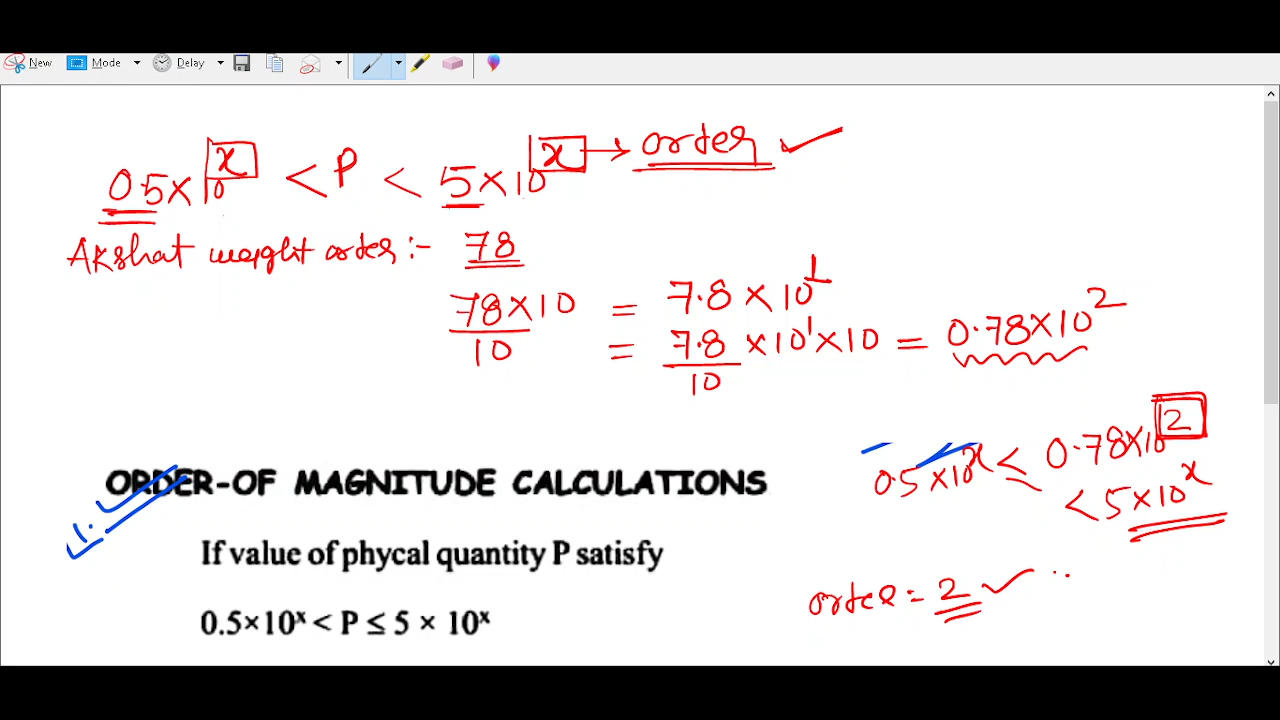 New Mode Delay
0.5×10^x < P < 5×10^x → order ✓
Akshat weight order :- 78
78×10/10 = 7.8×10^1
= 7.8/10 ×10^1×10 = 0.78×10^2
0.5×10^x ≤ 0.78×10^2
< 5×10^x
1. ORDER-OF MAGNITUDE CALCULATIONS
If value of phycal quantity P satisfy
order = 2 ✓
0.5×10^x < P ≤ 5 × 10^x